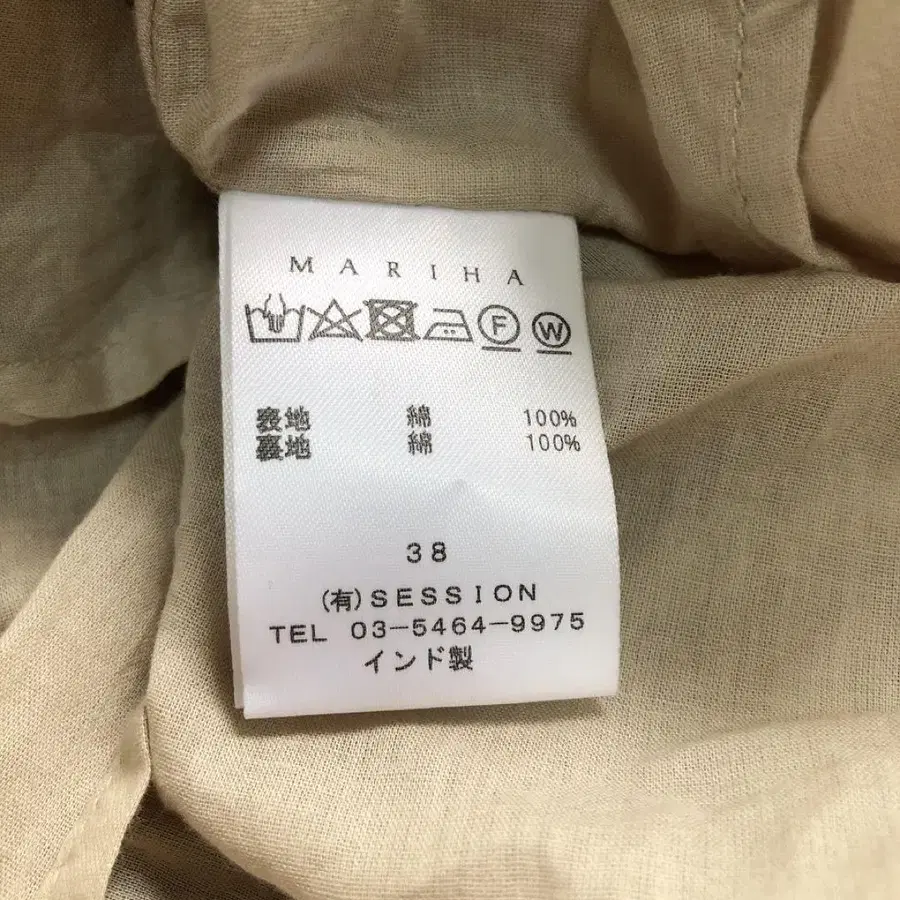 MARIHA
F W
表地 綿 100%
裏地 綿 100%
38
(有)SESSION
TEL 03-5464-9975
インド製